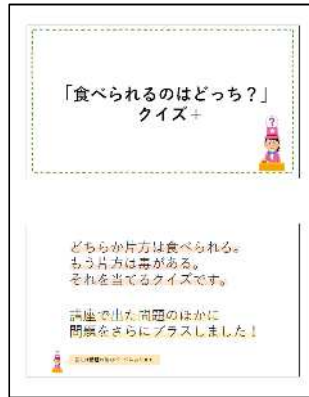 「食べられるのはどっち？」
クイズ＋
?
どちらか片方は食べられる。
もう片方は毒がある。
それを当てるクイズです。
講座で出た問題のほかに
問題をさらにプラスしました！